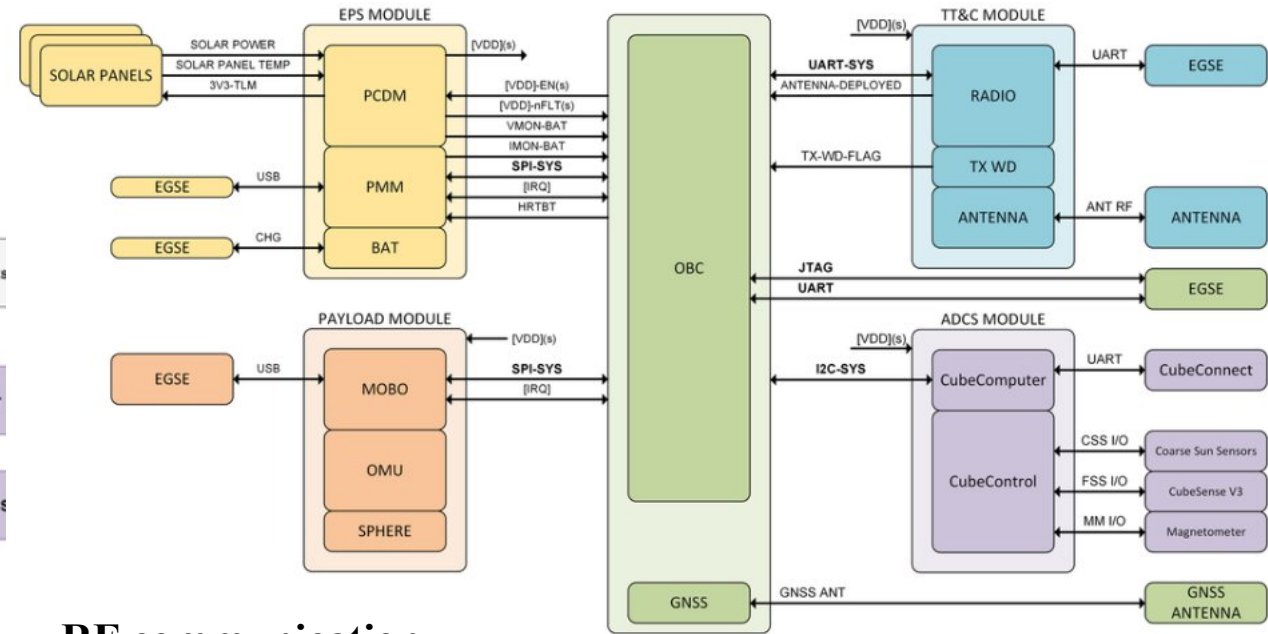 EPS MODULE
SOLAR PANELS
SOLAR POWER
SOLAR PANEL TEMP
3V3-TLM
PCDM
PMM
BAT
EGSE
USB
EGSE
CHG
[VDD](s)
[VDD]-EN(s)
[VDD]-nFLT(s)
VMON-BAT
IMON-BAT
SPI-SYS
[IRQ]
HRTBT
PAYLOAD MODULE
EGSE
USB
MOBO
OMU
SPHERE
[VDD](s)
SPI-SYS
[IRQ]
OBC
GNSS
TT&C MODULE
[VDD](s)
UART-SYS
ANTENNA-DEPLOYED
TX-WD-FLAG
RADIO
TX WD
ANTENNA
UART
EGSE
ANT RF
ANTENNA
JTAG
UART
EGSE
ADCS MODULE
[VDD](s)
I2C-SYS
CubeComputer
CubeControl
UART
CubeConnect
CSS I/O
Coarse Sun Sensors
FSS I/O
CubeSense V3
MM I/O
Magnetometer
GNSS ANT
GNSS
ANTENNA